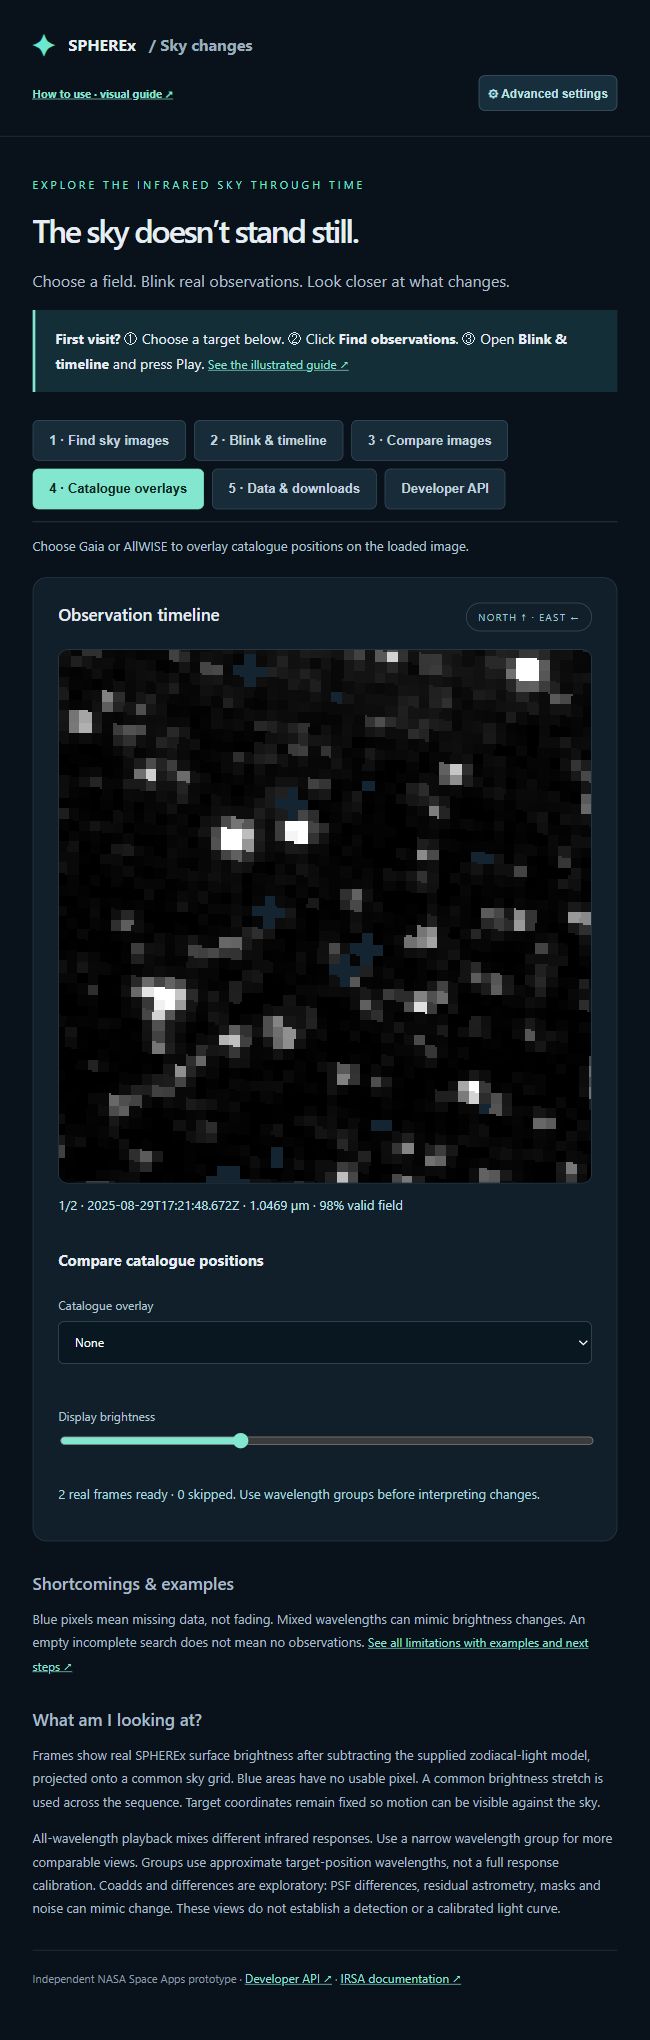 SPHEREx / Sky changes
How to use · visual guide ↗
⚙ Advanced settings
EXPLORE THE INFRARED SKY THROUGH TIME
The sky doesn’t stand still.
Choose a field. Blink real observations. Look closer at what changes.
First visit? ① Choose a target below. ② Click Find observations. ③ Open Blink &
timeline and press Play. See the illustrated guide ↗
1 · Find sky images
2 · Blink & timeline
3 · Compare images
4 · Catalogue overlays
5 · Data & downloads
Developer API
Choose Gaia or AllWISE to overlay catalogue positions on the loaded image.
Observation timeline
NORTH ↑ · EAST ←
1/2 · 2025-08-29T17:21:48.672Z · 1.0469 µm · 98% valid field
Compare catalogue positions
Catalogue overlay
None
Display brightness
2 real frames ready · 0 skipped. Use wavelength groups before interpreting changes.
Shortcomings & examples
Blue pixels mean missing data, not fading. Mixed wavelengths can mimic brightness changes. An
empty incomplete search does not mean no observations. See all limitations with examples and next
steps ↗
What am I looking at?
Frames show real SPHEREx surface brightness after subtracting the supplied zodiacal-light model,
projected onto a common sky grid. Blue areas have no usable pixel. A common brightness stretch is
used across the sequence. Target coordinates remain fixed so motion can be visible against the sky.
All-wavelength playback mixes different infrared responses. Use a narrow wavelength group for more
comparable views. Groups use approximate target-position wavelengths, not a full response
calibration. Coadds and differences are exploratory: PSF differences, residual astrometry, masks and
noise can mimic change. These views do not establish a detection or a calibrated light curve.
Independent NASA Space Apps prototype · Developer API ↗ · IRSA documentation ↗